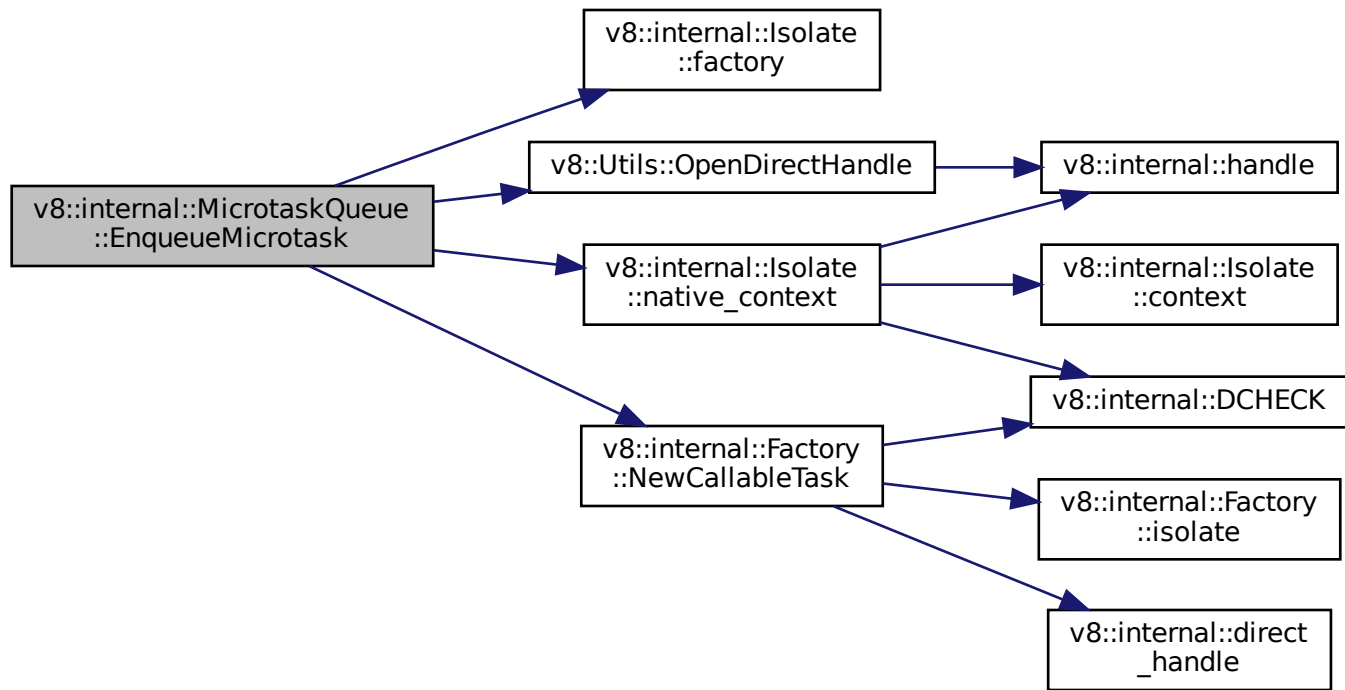 v8::internal::MicrotaskQueue
::EnqueueMicrotask
v8::internal::Isolate
::factory
v8::Utils::OpenDirectHandle
v8::internal::handle
v8::internal::Isolate
::native_context
v8::internal::Isolate
::context
v8::internal::DCHECK
v8::internal::Factory
::NewCallableTask
v8::internal::Factory
::isolate
v8::internal::direct
_handle